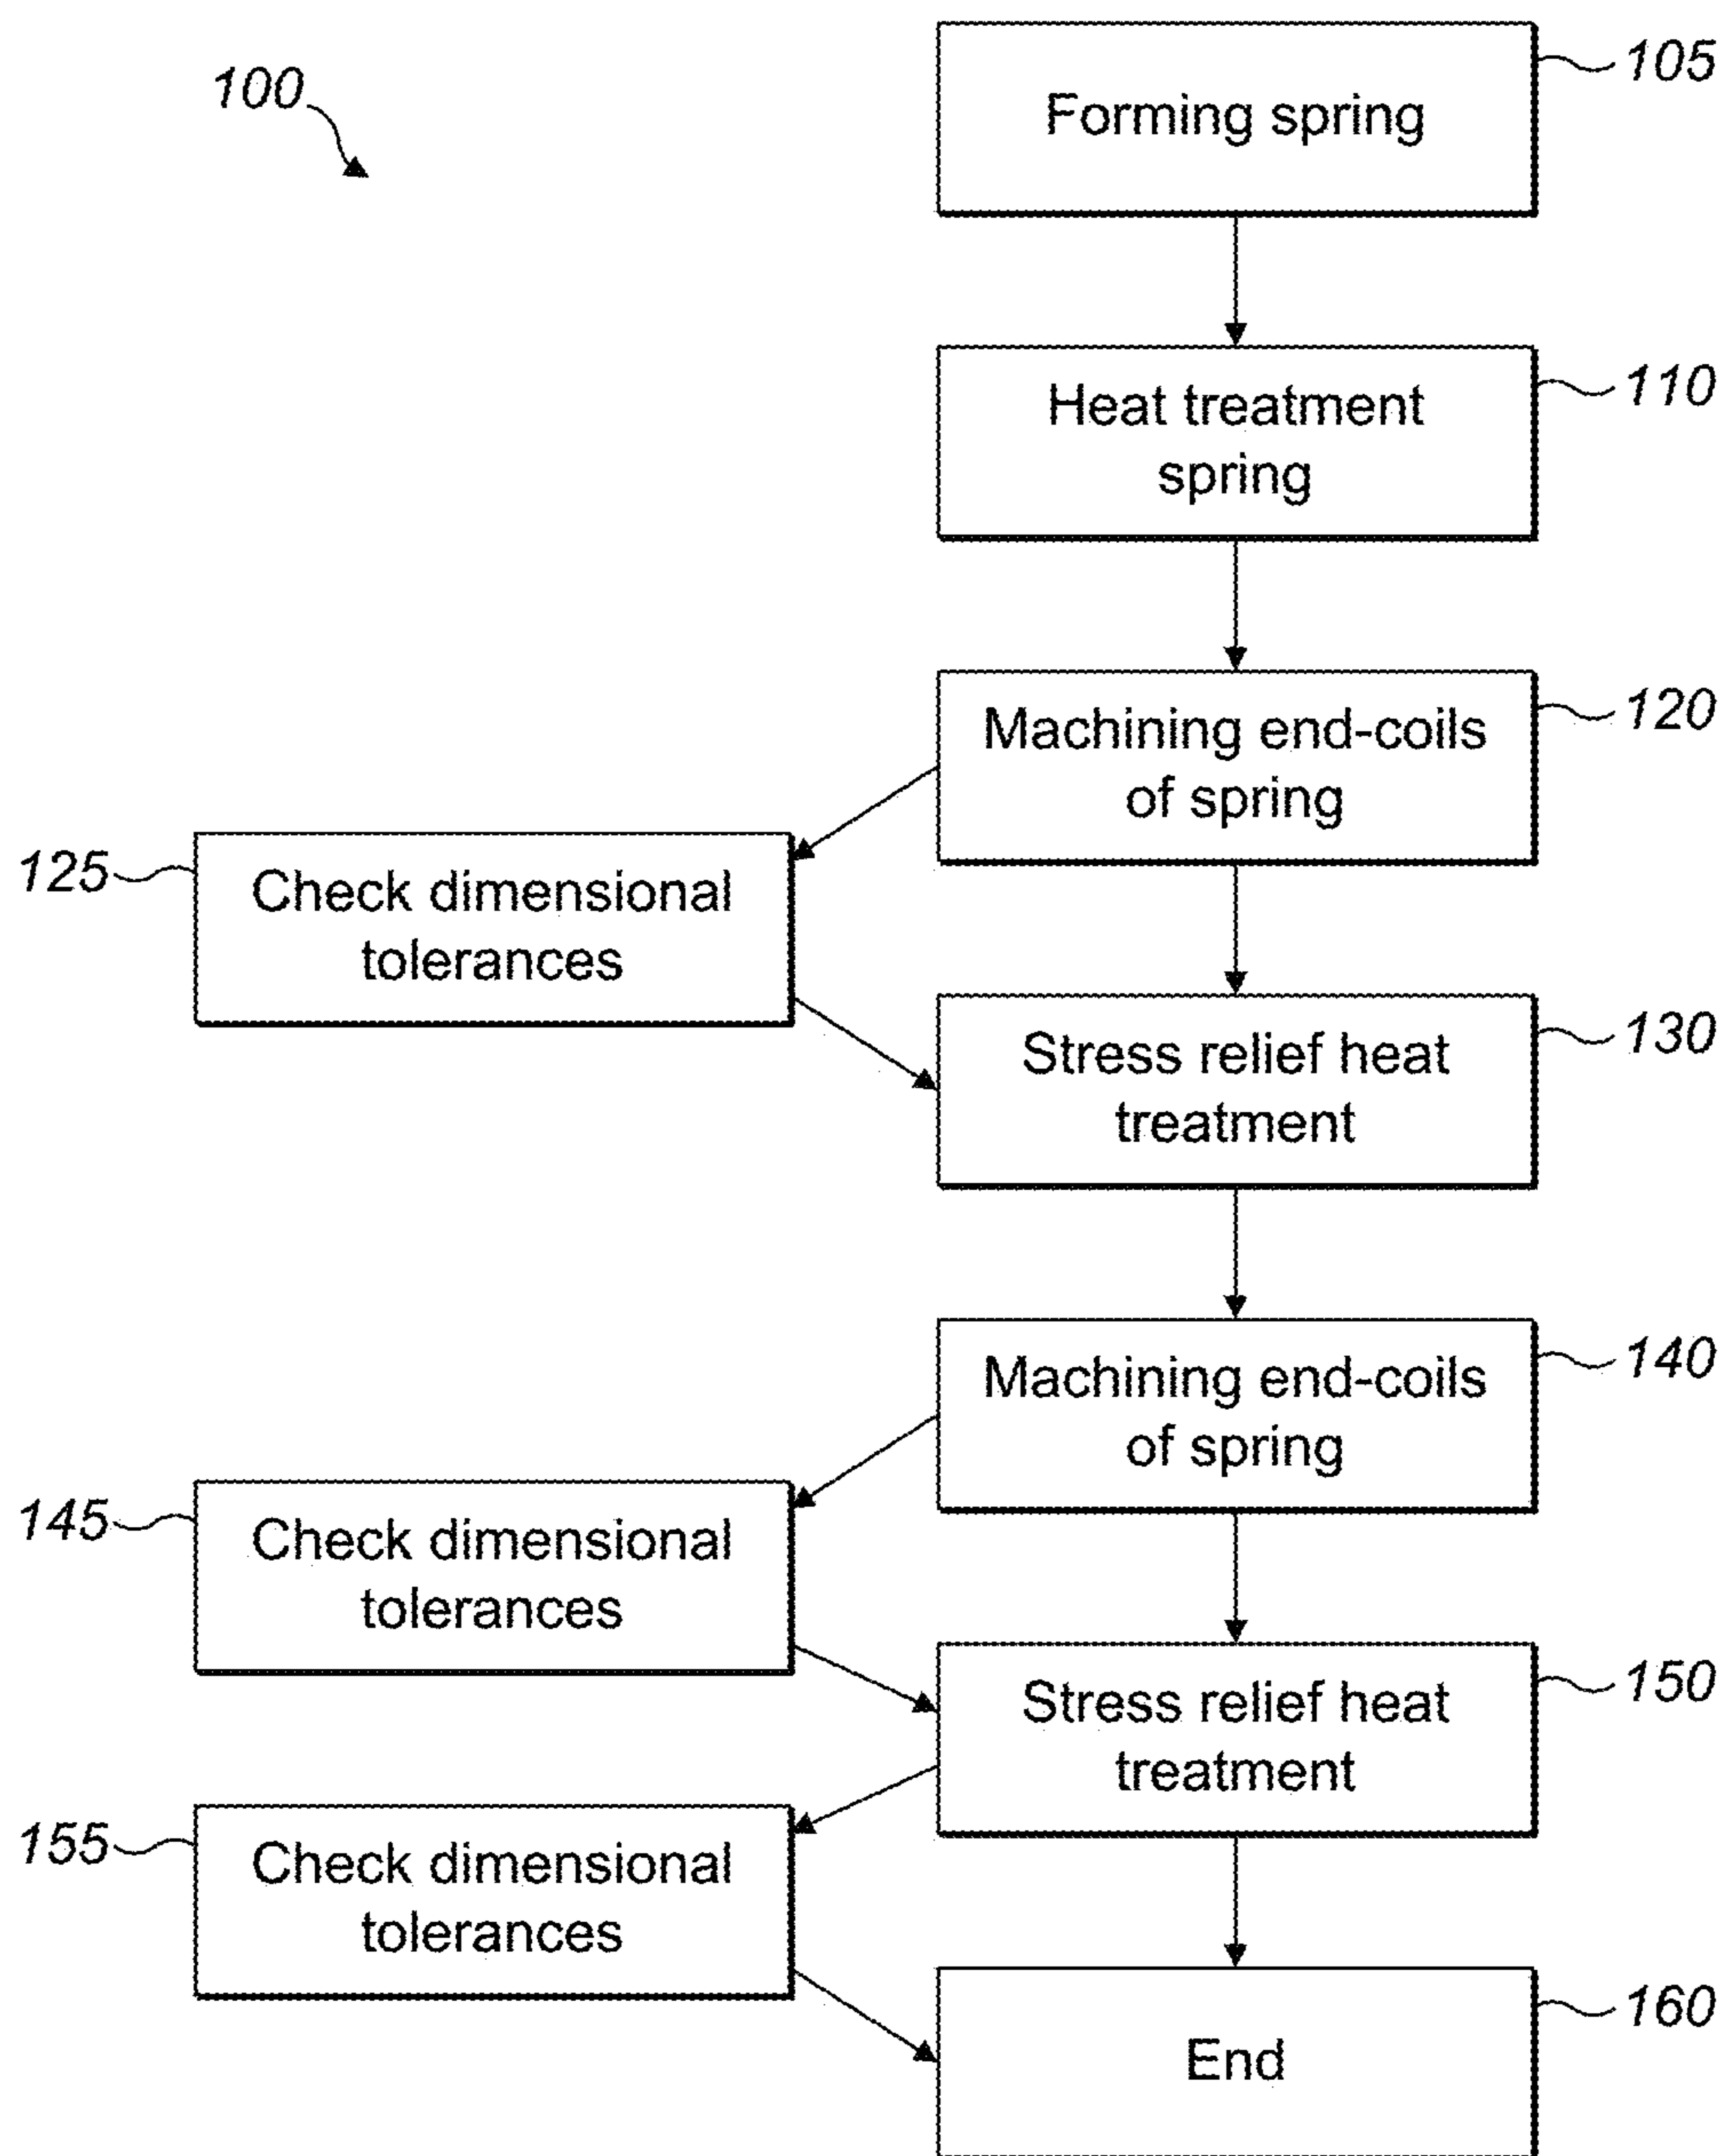 100
Forming spring
105
Heat treatment
spring
110
Machining end-coils
of spring
120
125
Check dimensional
tolerances
Stress relief heat
treatment
130
Machining end-coils
of spring
140
145
Check dimensional
tolerances
Stress relief heat
treatment
150
155
Check dimensional
tolerances
End
160